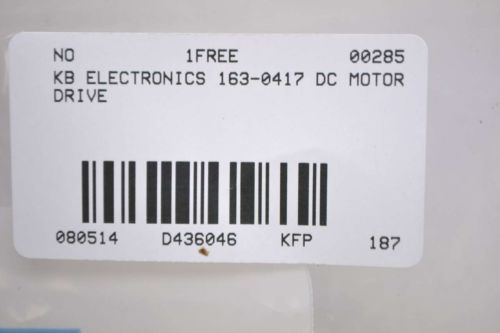 NO 1FREE 00285
KB ELECTRONICS 163-0417 DC MOTOR
DRIVE
080514 D436046 KFP 187